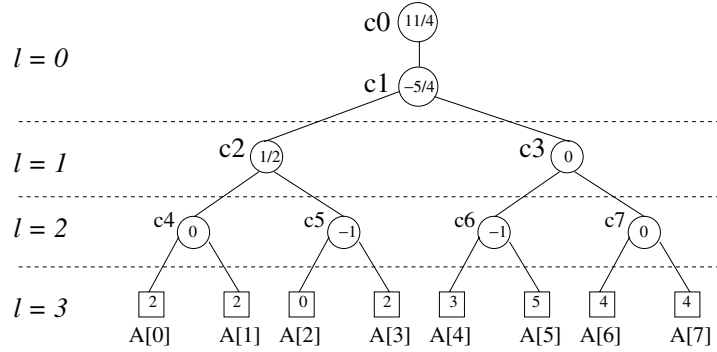 c0 11/4
l = 0
c1 −5/4
c2 1/2 c3 0
l = 1
c4 0 c5 −1 c6 −1 c7 0
l = 2
l = 3 2 2 0 2 3 5 4 4
A[0] A[1] A[2] A[3] A[4] A[5] A[6] A[7]